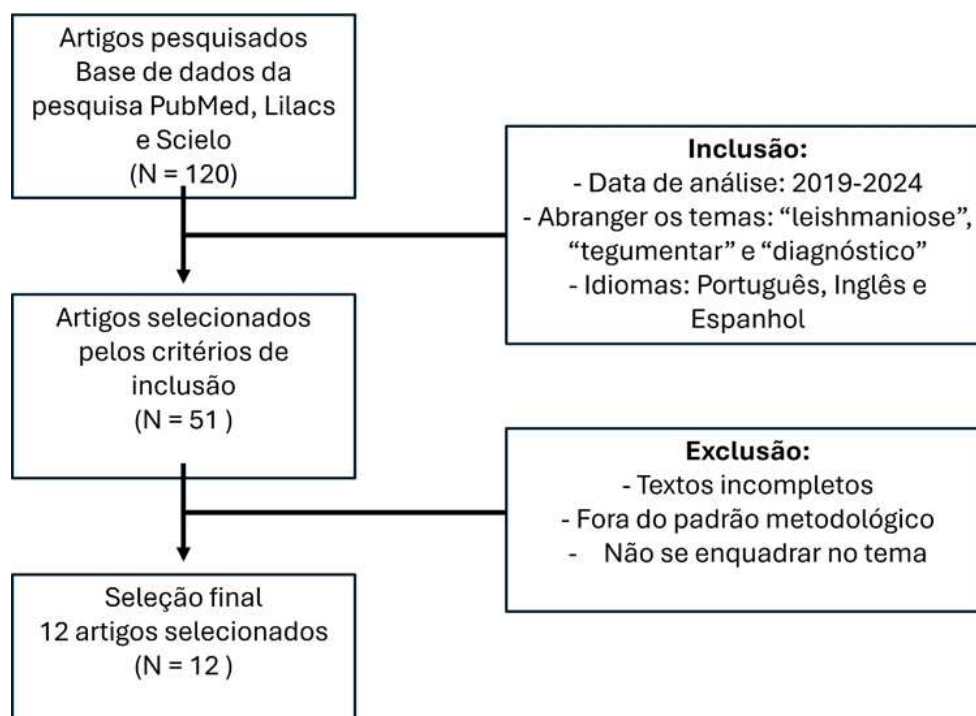 Artigos pesquisados
Base de dados da
pesquisa PubMed, Lilacs
e Scielo
(N = 120)
Inclusão:
- Data de análise: 2019-2024
- Abranger os temas: “leishmaniose”,
“tegumentar” e “diagnóstico”
- Idiomas: Português, Inglês e
Espanhol
Artigos selecionados
pelos critérios de
inclusão
(N = 51 )
Exclusão:
- Textos incompletos
- Fora do padrão metodológico
- Não se enquadrar no tema
Seleção final
12 artigos selecionados
(N = 12 )